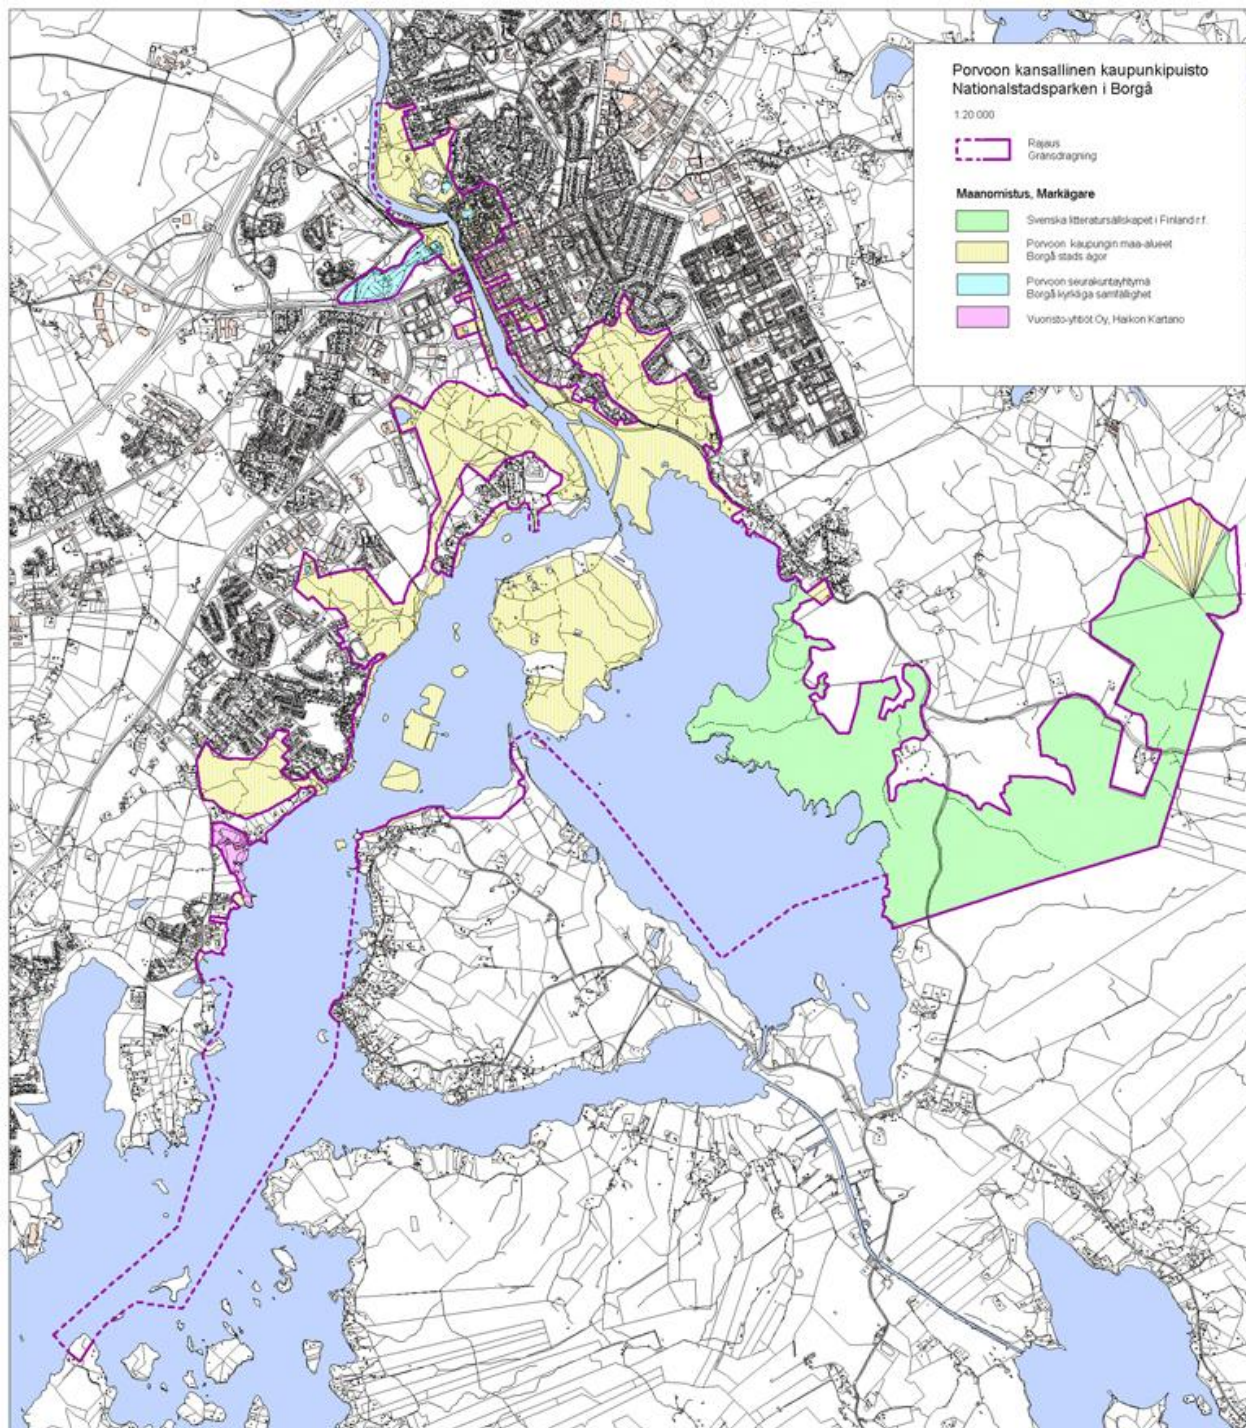 Porvoon kansallinen kaupunkipuisto
Nationalstadsparken i Borgå
1:20 000
Rajaus
Gränsdragning
Maanomistus, Markägare
Svenska litteratursällskapet i Finland r.f.
Porvoon kaupungin maa-alueet
Borgå stads ägor
Porvoon seurakuntayhtymä
Borgå kyrkliga samfällighet
Vuoristo-yhtiöt Oy, Haikon Kartano